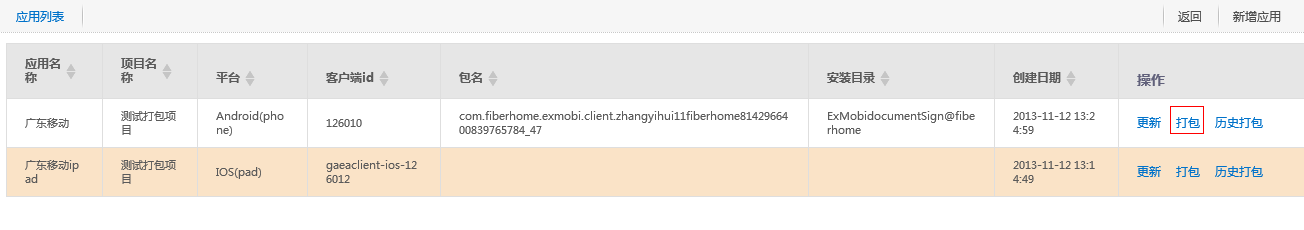 应用列表
返回
新增应用
应用名
称
项目名
称
平台
客户端id
包名
安装目录
创建日期
操作
广东移动
测试打包项
目
Android(pho
ne)
126010
com.fiberhome.exmobi.client.zhangyihui11fiberhome81429664
00839765784_47
ExMobidocumentSign@fibe
rhome
2013-11-12 13:2
4:59
更新
打包
历史打包
广东移动ip
ad
测试打包项
目
IOS(pad)
gaeaclient-ios-12
6012
2013-11-12 13:1
4:49
更新
打包
历史打包